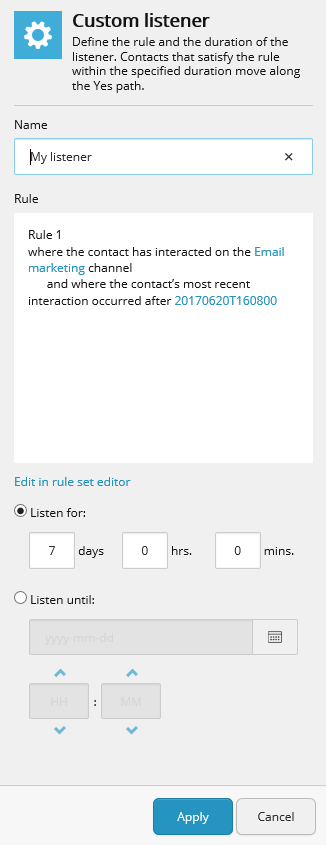 Custom listener
Define the rule and the duration of the
listener. Contacts that satisfy the rule
within the specified duration move along
the Yes path.
Name
My listener
Rule
Rule 1
where the contact has interacted on the Email
marketing channel
and where the contact's most recent
interaction occurred after 20170620T160800
Edit in rule set editor
Listen for:
7 days 0 hrs. 0 mins.
Listen until:
yyyy-mm-dd
HH : MM
Apply Cancel